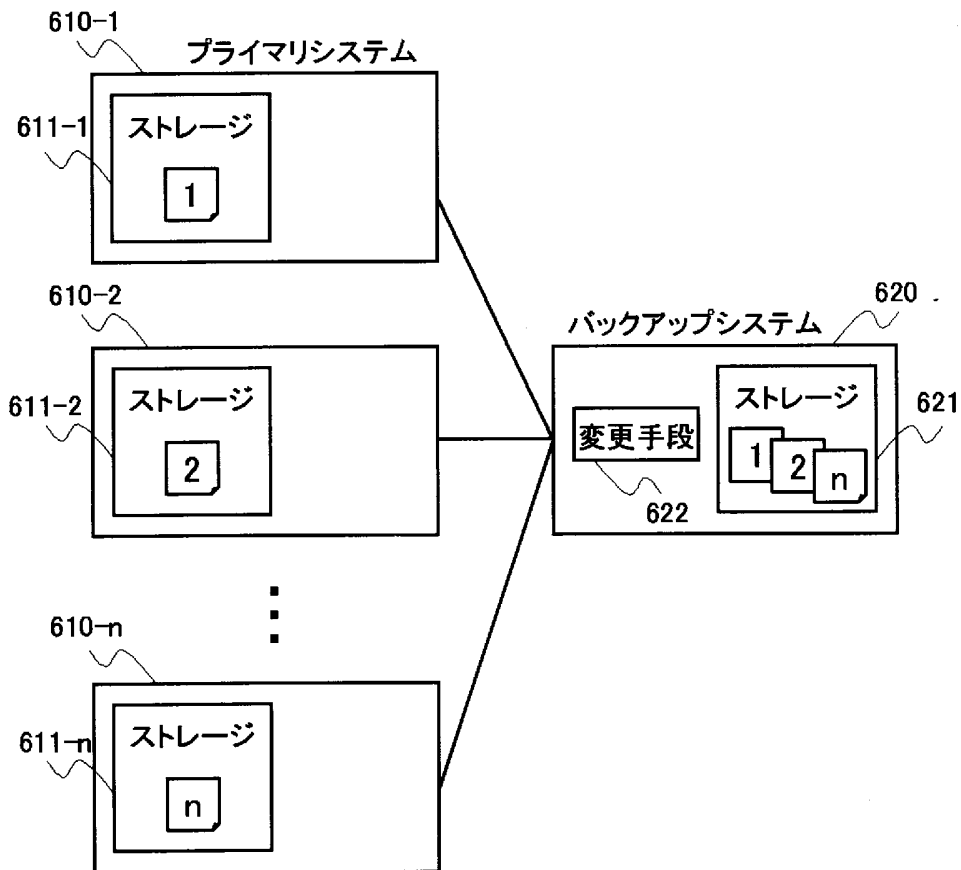 610-1
プライマリシステム
611-1
ストレージ
1
610-2
611-2
ストレージ
2
610-n
611-n
ストレージ
n
バックアップシステム
620
変更手段
622
ストレージ
621
1
2
n